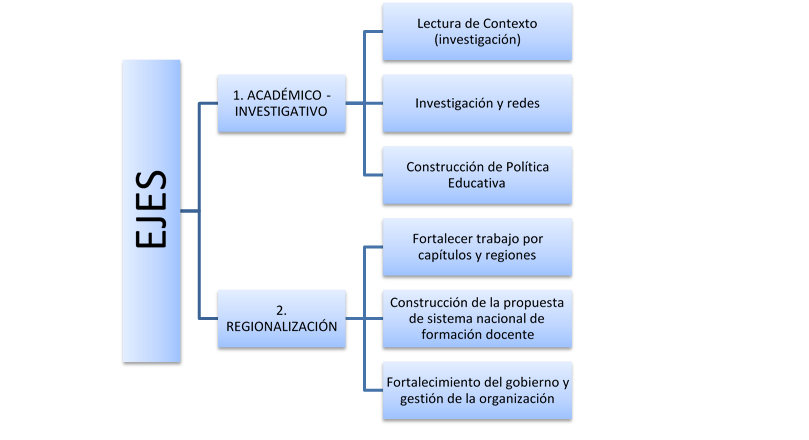 EJES
1. ACADÉMICO -
INVESTIGATIVO
Lectura de Contexto
(investigación)
Investigación y redes
Construcción de Política
Educativa
2.
REGIONALIZACIÓN
Fortalecer trabajo por
capítulos y regiones
Construcción de la propuesta
de sistema nacional de
formación docente
Fortalecimiento del gobierno y
gestión de la organización